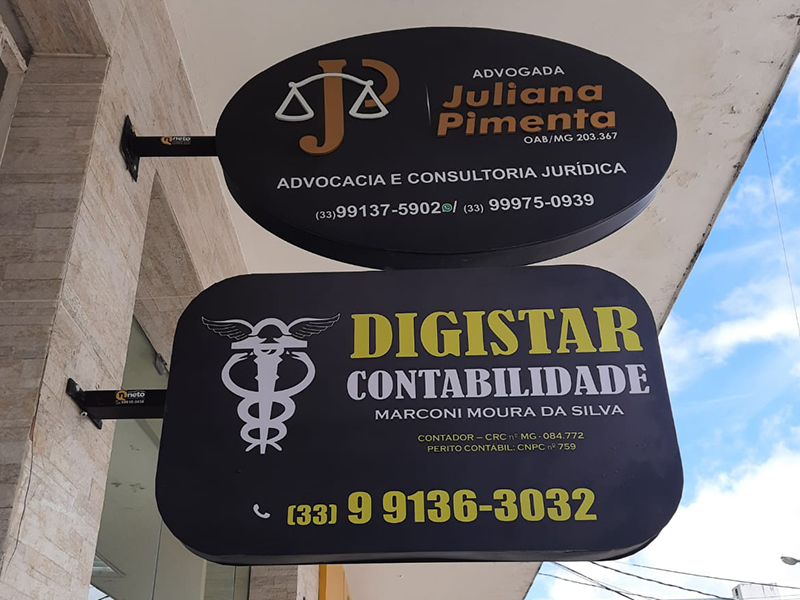 JP
ADVOGADA
Juliana
Pimenta
OAB/MG 203.367
ADVOCACIA E CONSULTORIA JURÍDICA
(33)99137-5902/ (33) 99975-0939
neto
DIGISTAR
CONTABILIDADE
MARCONI MOURA DA SILVA
CONTADOR – CRC nº MG - 084.772
PERITO CONTÁBIL: CNPC nº 759
(33) 9 9136-3032
neto